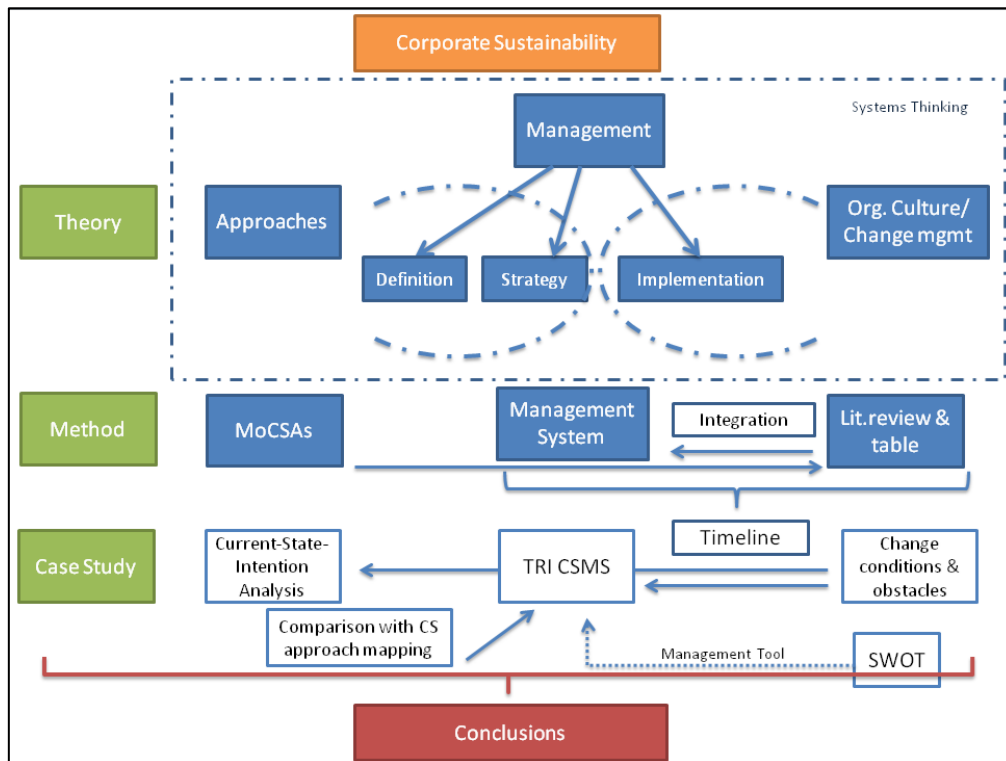 Corporate Sustainability
Systems Thinking
Management
Theory
Approaches
Org. Culture/
Change mgmt
Definition
Strategy
Implementation
Method
MoCSAs
Management
System
Integration
Lit.review &
table
Timeline
Case Study
Current-State-
Intention
Analysis
TRI CSMS
Change
conditions &
obstacles
Comparison with CS
approach mapping
Management Tool
SWOT
Conclusions